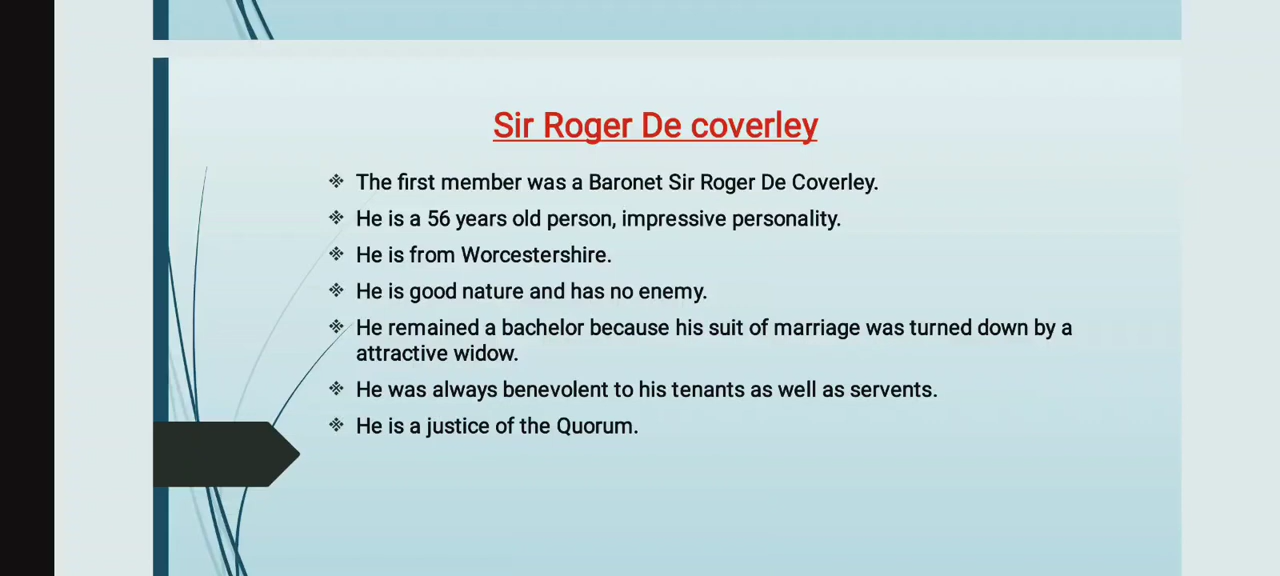 Sir Roger De coverley
❖ The first member was a Baronet Sir Roger De Coverley.
❖ He is a 56 years old person, impressive personality.
❖ He is from Worcestershire.
❖ He is good nature and has no enemy.
❖ He remained a bachelor because his suit of marriage was turned down by a
attractive widow.
❖ He was always benevolent to his tenants as well as servents.
❖ He is a justice of the Quorum.